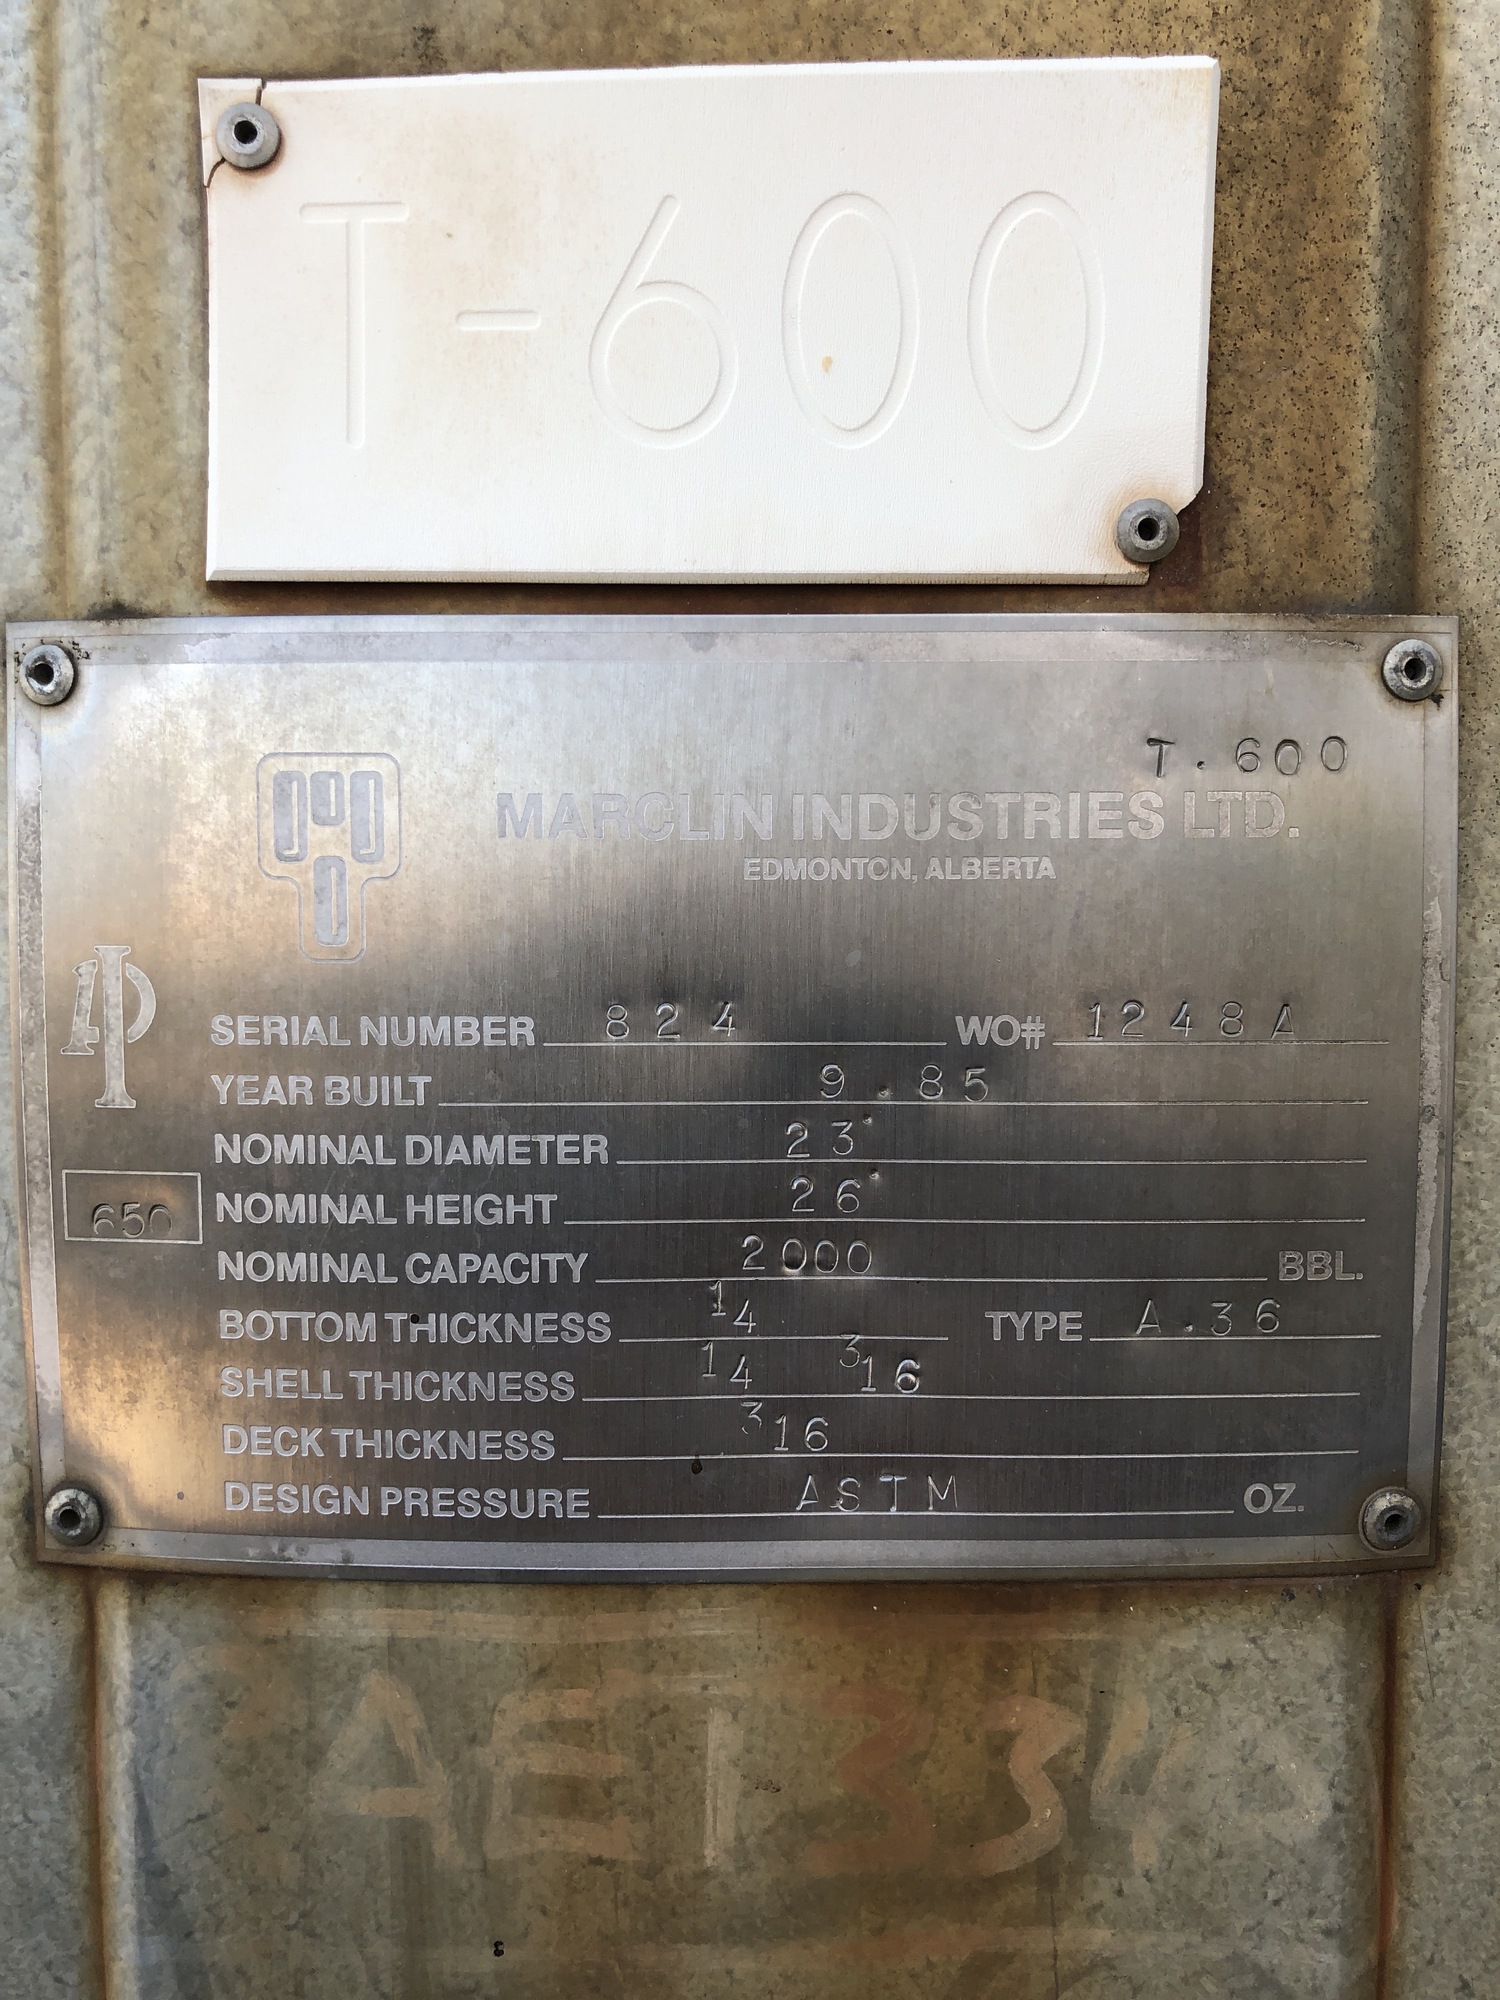 T-600
T. 600
MARCLIN INDUSTRIES LTD.
EDMONTON, ALBERTA
API
SERIAL NUMBER 824 WO# 1248A
YEAR BUILT 9.85
NOMINAL DIAMETER 23'
650
NOMINAL HEIGHT 26'
NOMINAL CAPACITY 2000 BBL.
BOTTOM THICKNESS 1 4 TYPE A.36
SHELL THICKNESS 1 4 3 16
DECK THICKNESS 3 16
DESIGN PRESSURE ASTM OZ.